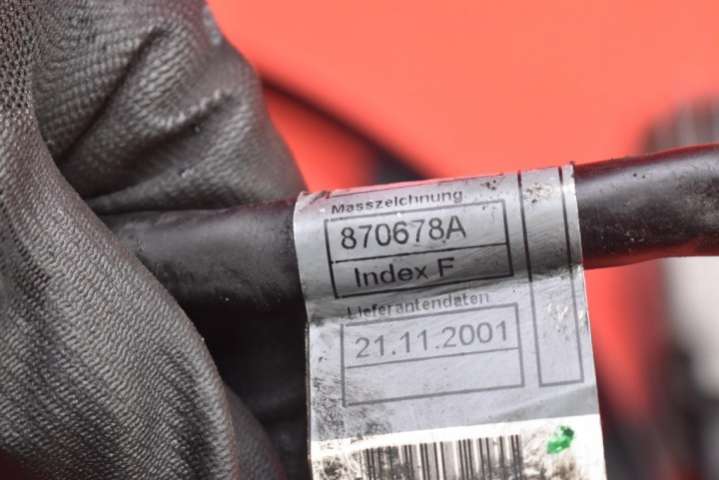 Masszeichnung
870678A
Index F
Lieferantendaten
21.11.2001